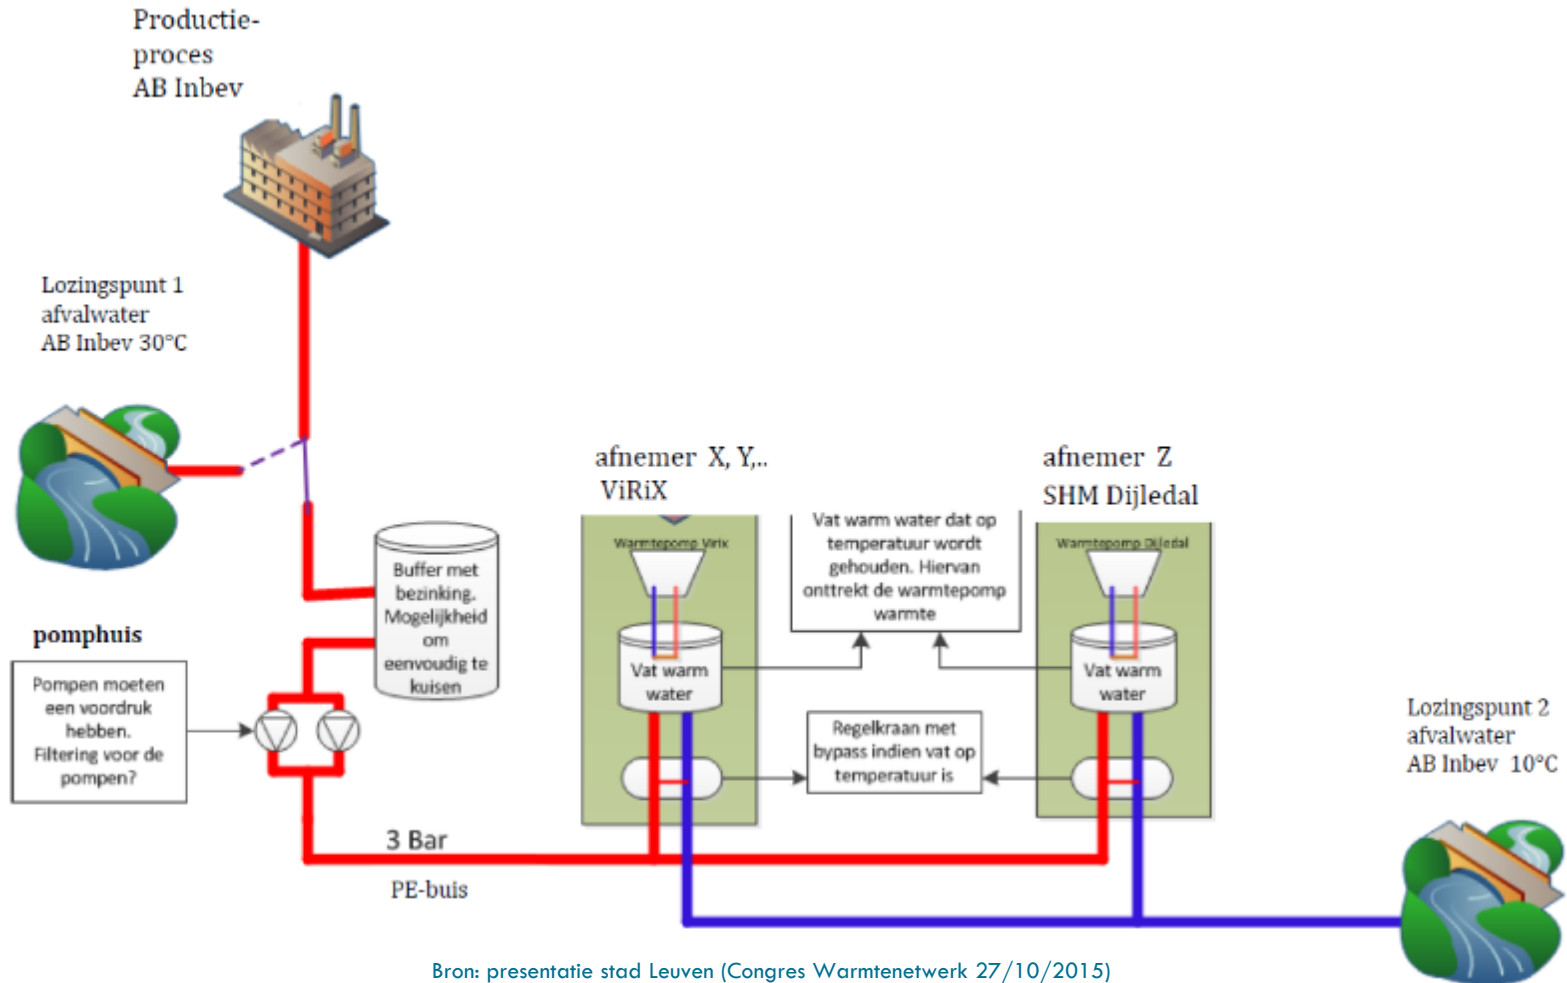 Productie-
proces
AB Inbev
Lozingspunt 1
afvalwater
AB Inbev 30°C
pomphuis
Pompen moeten
een voordruk
hebben.
Filtering voor de
pompen?
Buffer met
bezinking.
Mogelijkheid
om
eenvoudig te
kuisen
3 Bar
PE-buis
afnemer X, Y,..
ViRiX
Warmtepomp Virix
Vat warm
water
Vat warm water dat op
temperatuur wordt
gehouden. Hiervan
onttrekt de warmtepomp
warmte
Regelkraan met
bypass indien vat op
temperatuur is
afnemer Z
SHM Dijledal
Warmtepomp Dijledal
Vat warm
water
Lozingspunt 2
afvalwater
AB Inbev 10°C
Bron: presentatie stad Leuven (Congres Warmtenetwerk 27/10/2015)